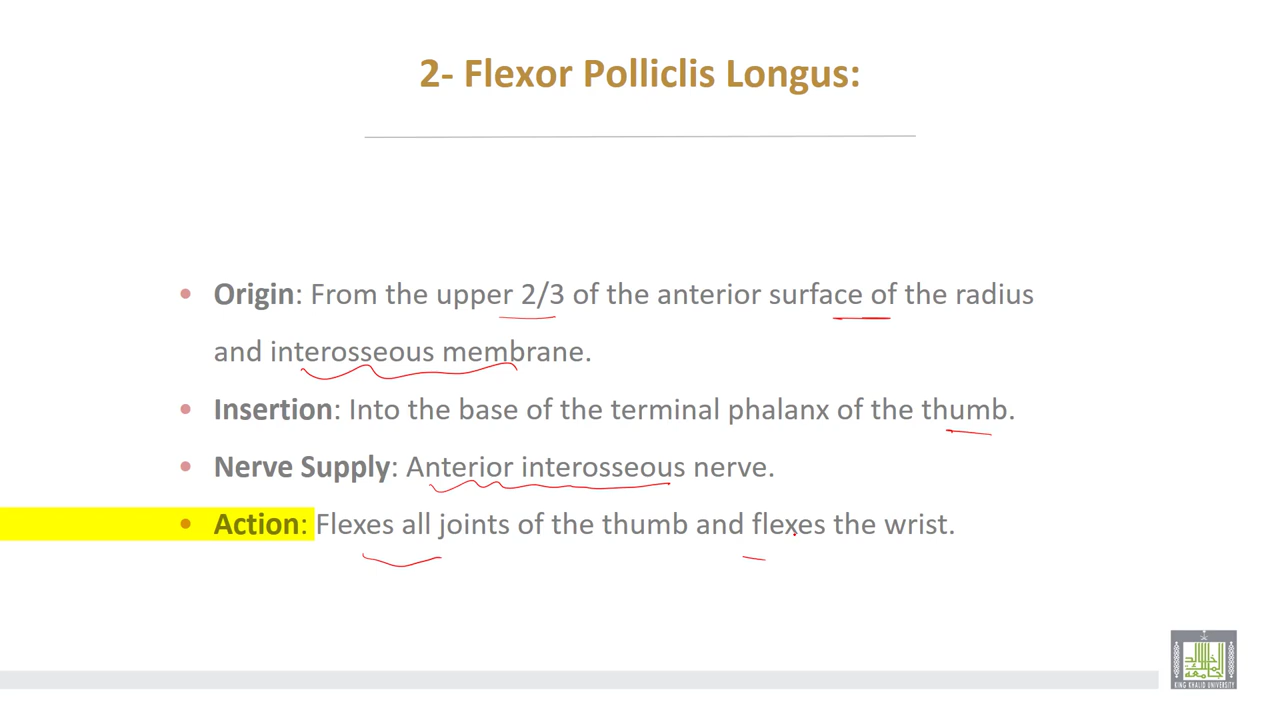 2- Flexor Polliclis Longus:
• Origin: From the upper 2/3 of the anterior surface of the radius
and interosseous membrane.
• Insertion: Into the base of the terminal phalanx of the thumb.
• Nerve Supply: Anterior interosseous nerve.
• Action: Flexes all joints of the thumb and flexes the wrist.
KING KHALID UNIVERSITY